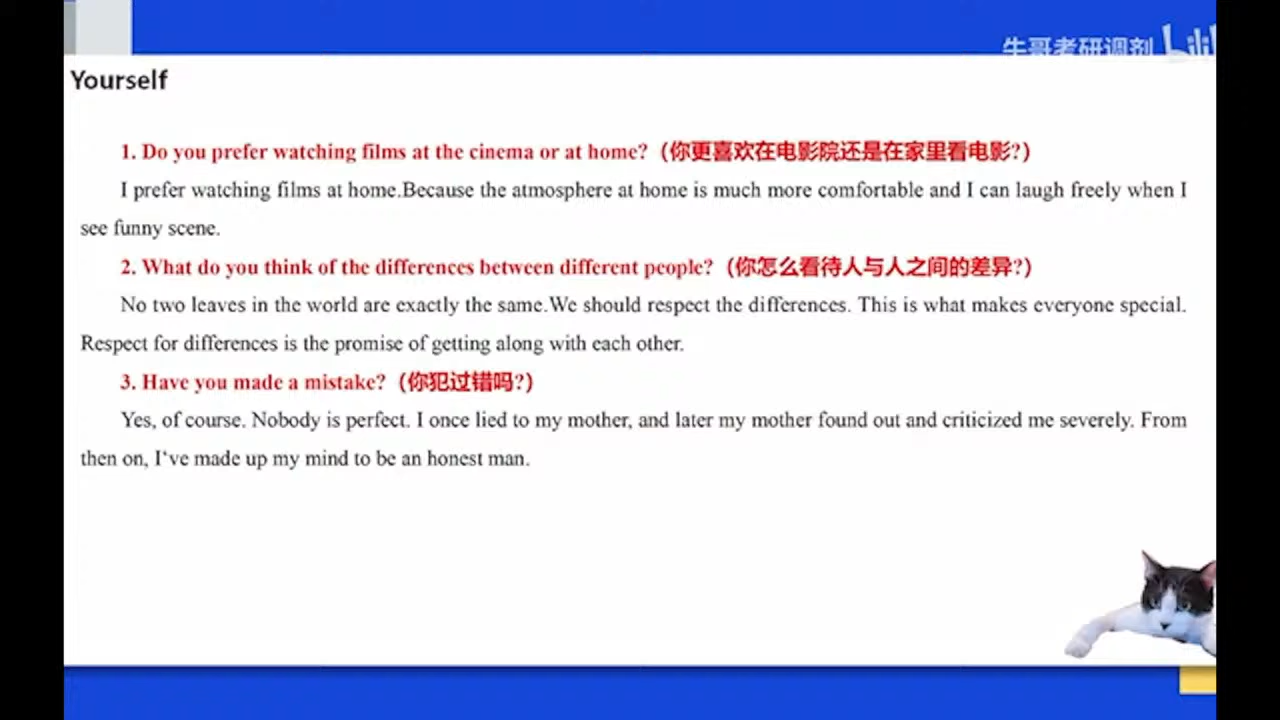 牛哥考研调剂 bilibili
Yourself
1. Do you prefer watching films at the cinema or at home?（你更喜欢在电影院还是在家里看电影?）
I prefer watching films at home.Because the atmosphere at home is much more comfortable and I can laugh freely when I
see funny scene.
2. What do you think of the differences between different people?（你怎么看待人与人之间的差异?）
No two leaves in the world are exactly the same.We should respect the differences. This is what makes everyone special.
Respect for differences is the promise of getting along with each other.
3. Have you made a mistake?（你犯过错吗?）
Yes, of course. Nobody is perfect. I once lied to my mother, and later my mother found out and criticized me severely. From
then on, I‘ve made up my mind to be an honest man.